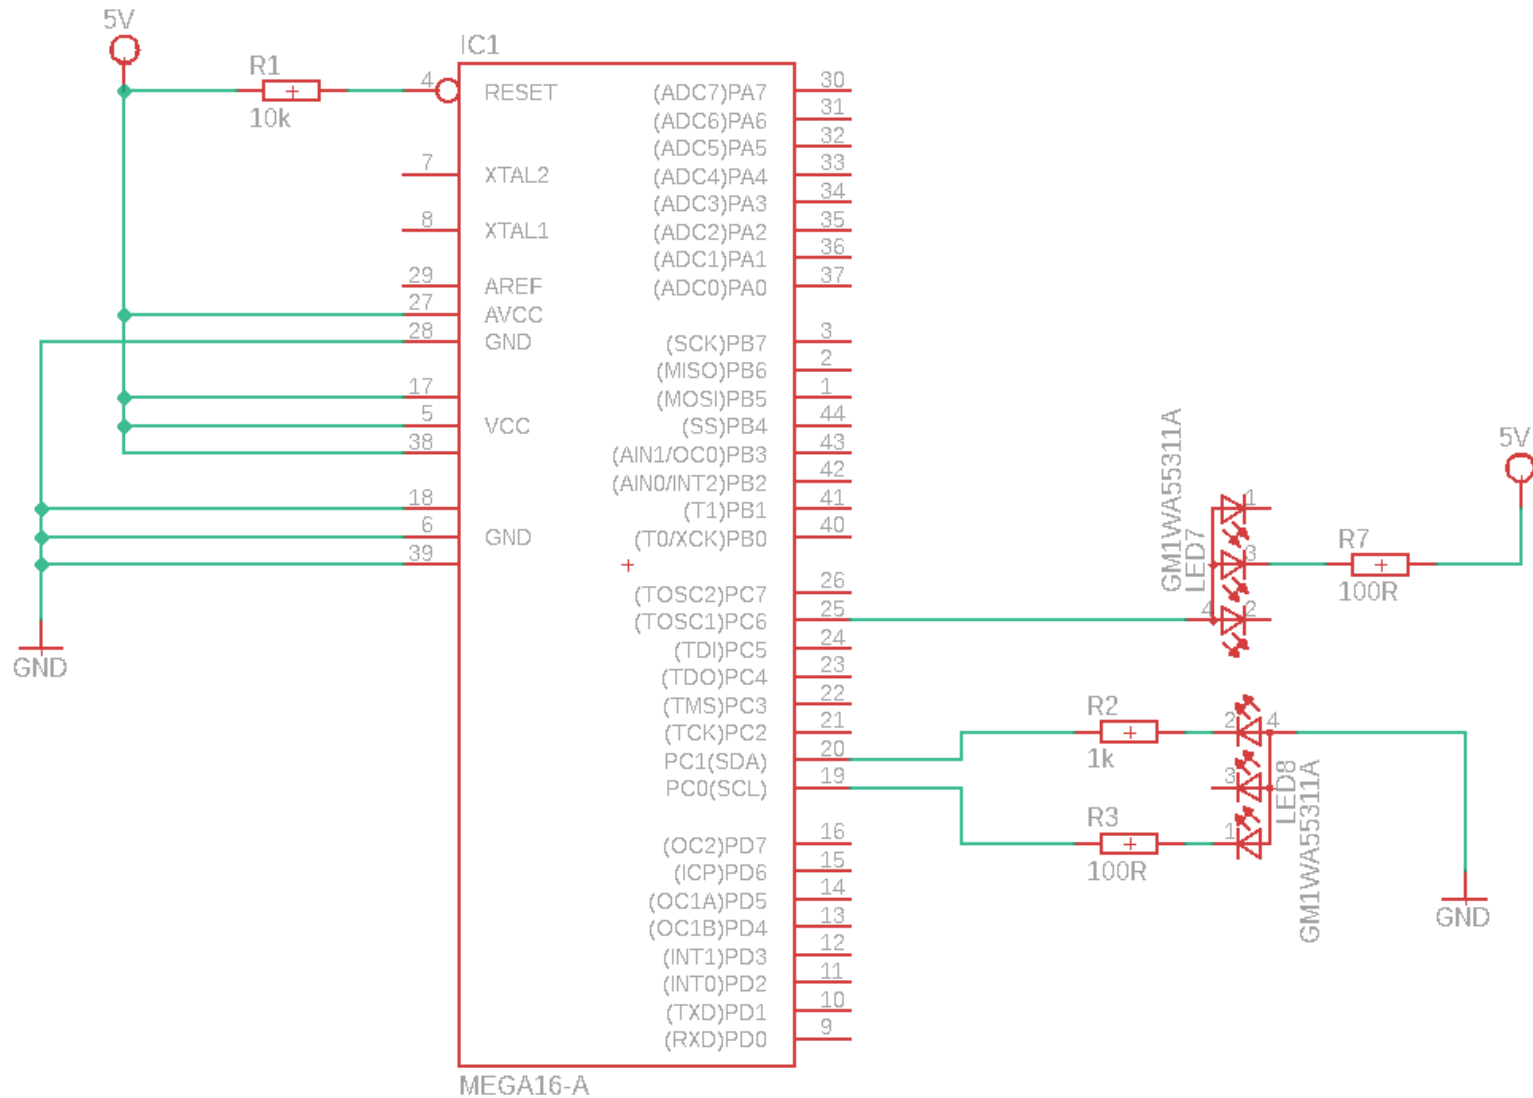 5V
R1
10k
IC1
4
RESET
7
XTAL2
8
XTAL1
29
AREF
27
AVCC
28
GND
17
5
VCC
38
18
6
GND
39
GND
MEGA16-A
(ADC7)PA7
30
(ADC6)PA6
31
(ADC5)PA5
32
(ADC4)PA4
33
(ADC3)PA3
34
(ADC2)PA2
35
(ADC1)PA1
36
(ADC0)PA0
37
(SCK)PB7
3
(MISO)PB6
2
(MOSI)PB5
1
(SS)PB4
44
(AIN1/OC0)PB3
43
(AIN0/INT2)PB2
42
(T1)PB1
41
(T0/XCK)PB0
40
(TOSC2)PC7
26
(TOSC1)PC6
25
(TDI)PC5
24
(TDO)PC4
23
(TMS)PC3
22
(TCK)PC2
21
PC1(SDA)
20
PC0(SCL)
19
(OC2)PD7
16
(ICP)PD6
15
(OC1A)PD5
14
(OC1B)PD4
13
(INT1)PD3
12
(INT0)PD2
11
(TXD)PD1
10
(RXD)PD0
9
GM1WA55311A
LED7
1
3
4
2
R7
100R
5V
R2
1k
R3
100R
2
4
3
1
LED8
GM1WA55311A
GND